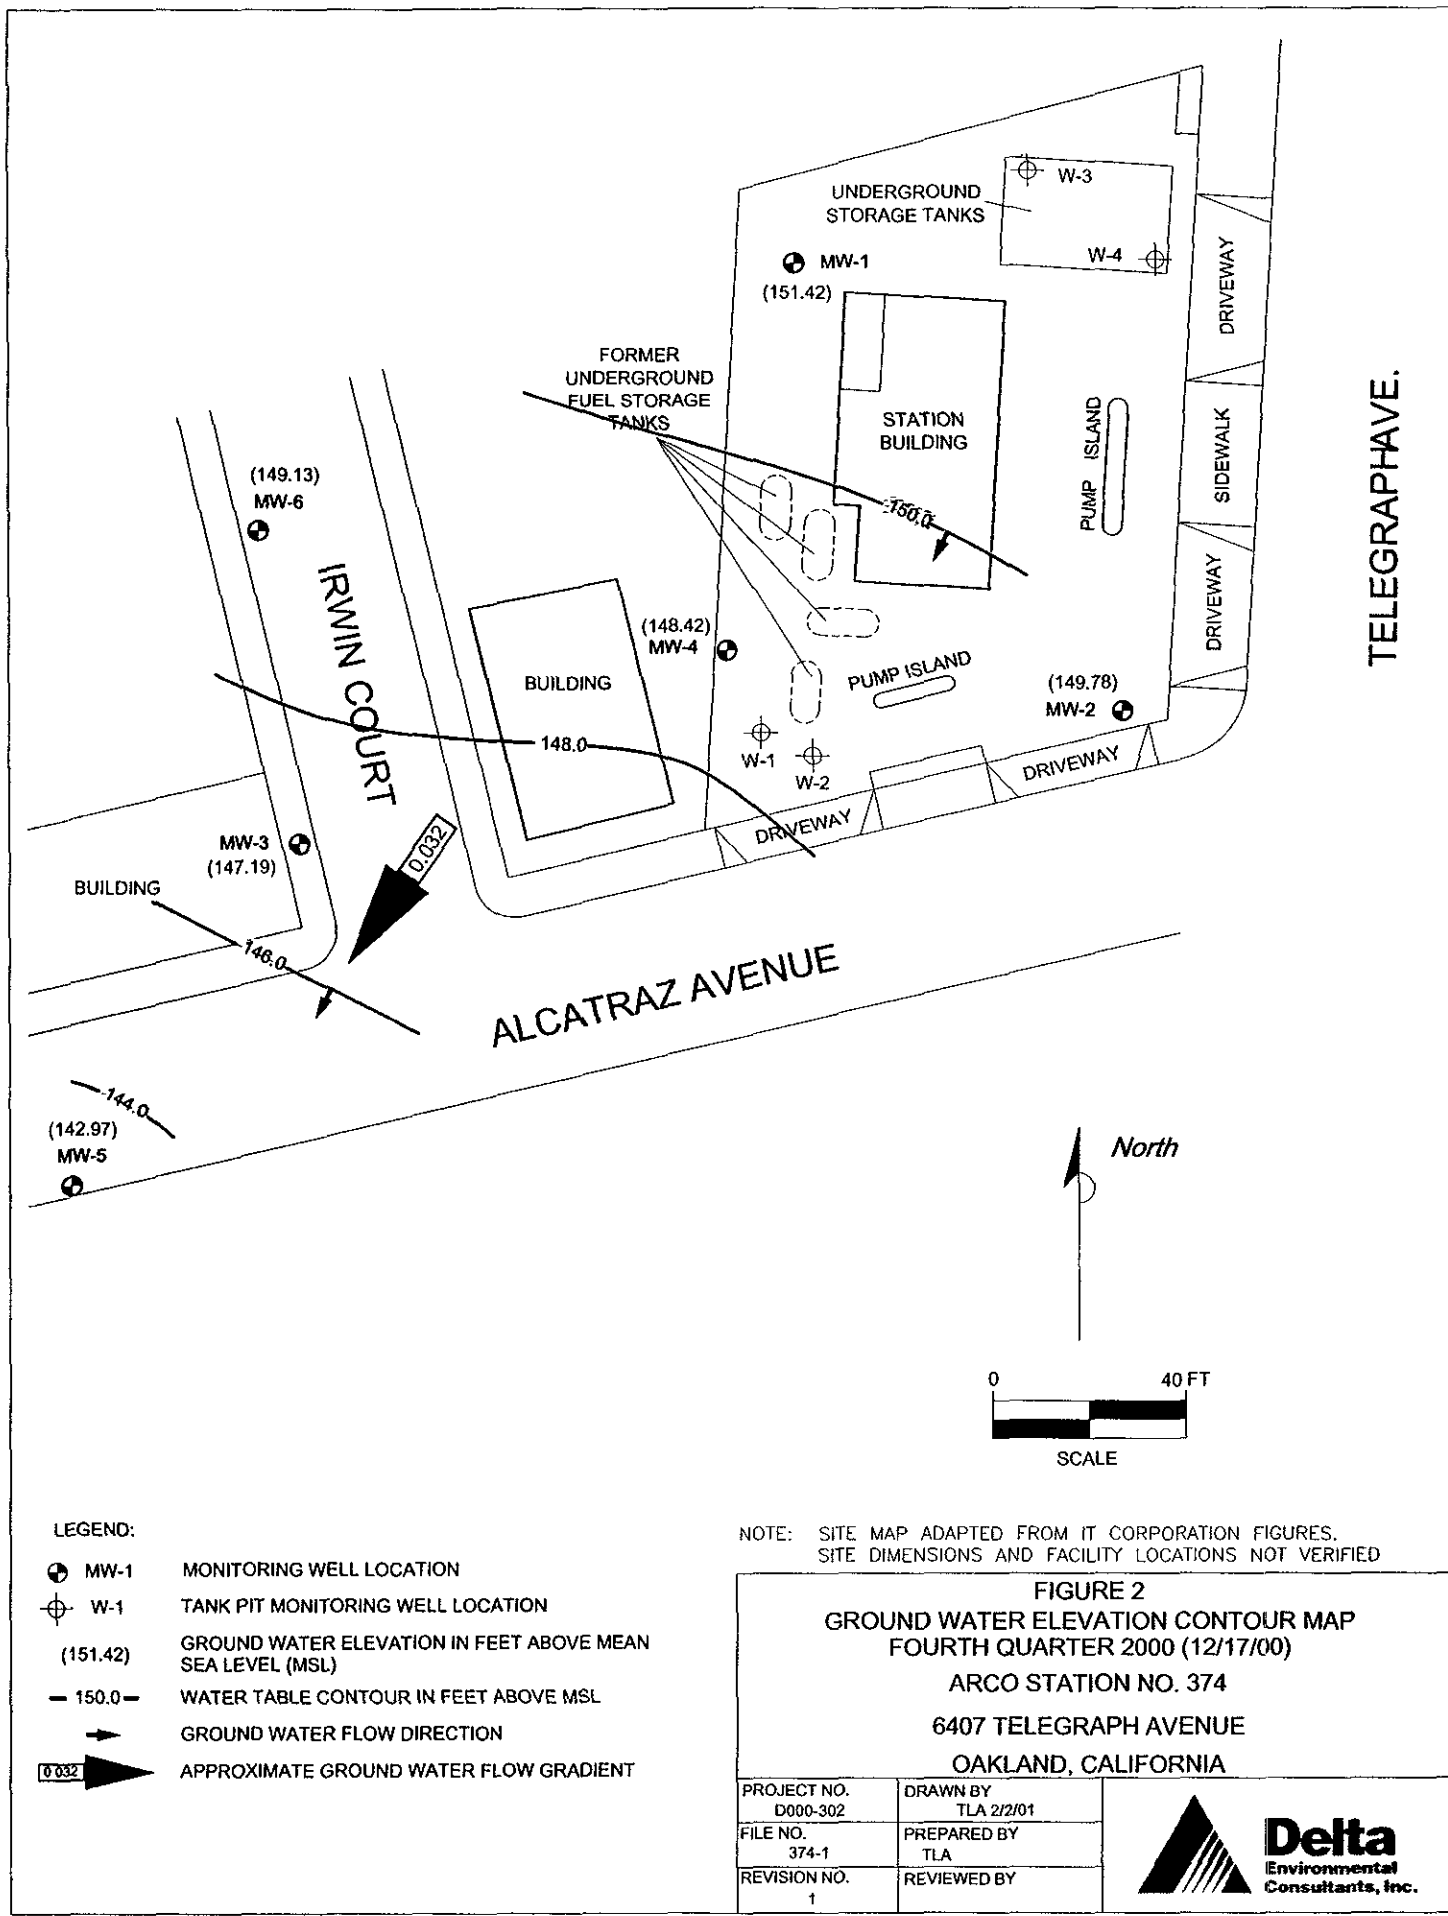 W-3
UNDERGROUND
STORAGE TANKS
W-4
MW-1
(151.42)
DRIVEWAY
FORMER
UNDERGROUND
FUEL STORAGE
TANKS
STATION
BUILDING
PUMP ISLAND
SIDEWALK
TELEGRAPHAVE.
(149.13)
MW-6
150.0
DRIVEWAY
IRWIN COURT
(148.42)
MW-4
BUILDING
PUMP ISLAND
(149.78)
MW-2
148.0
W-1
W-2
DRIVEWAY
DRIVEWAY
MW-3
(147.19)
0.032
BUILDING
146.0
ALCATRAZ AVENUE
144.0
(142.97)
MW-5
North
0 40 FT
SCALE
LEGEND:
MW-1 MONITORING WELL LOCATION
W-1 TANK PIT MONITORING WELL LOCATION
(151.42) GROUND WATER ELEVATION IN FEET ABOVE MEAN
SEA LEVEL (MSL)
150.0 WATER TABLE CONTOUR IN FEET ABOVE MSL
GROUND WATER FLOW DIRECTION
0.032 APPROXIMATE GROUND WATER FLOW GRADIENT
NOTE: SITE MAP ADAPTED FROM IT CORPORATION FIGURES.
SITE DIMENSIONS AND FACILITY LOCATIONS NOT VERIFIED
FIGURE 2
GROUND WATER ELEVATION CONTOUR MAP
FOURTH QUARTER 2000 (12/17/00)
ARCO STATION NO. 374
6407 TELEGRAPH AVENUE
OAKLAND, CALIFORNIA
PROJECT NO.
D000-302
DRAWN BY
TLA 2/2/01
FILE NO.
374-1
PREPARED BY
TLA
REVISION NO.
1
REVIEWED BY
Delta
Environmental
Consultants, Inc.